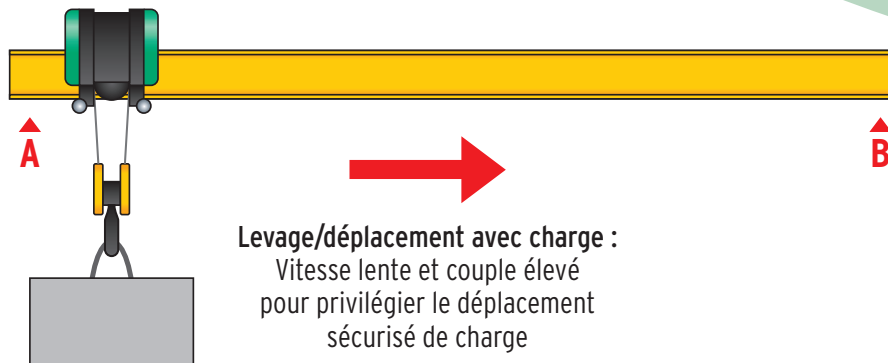 A
B
Levage/déplacement avec charge :
Vitesse lente et couple élevé
pour privilégier le déplacement
sécurisé de charge